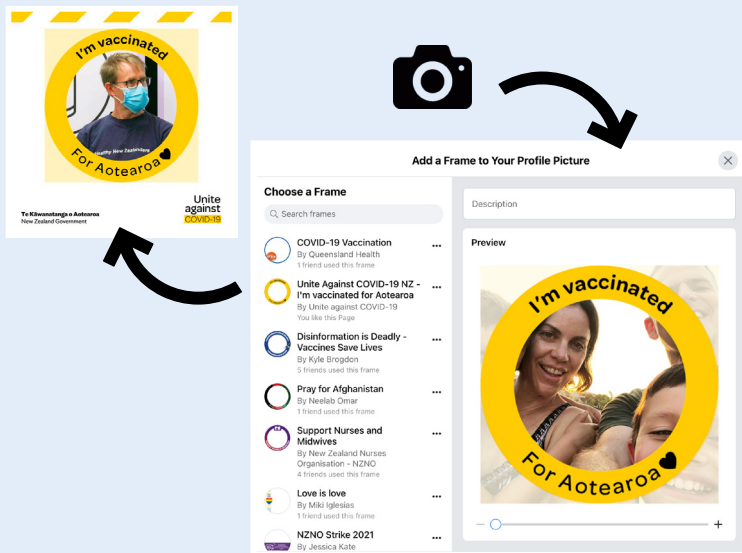 I'm vaccinated
Healthy New Zealanders
For Aotearoa
Te Kāwanatanga o Aotearoa
New Zealand Government
Unite
against
COVID-19
Add a Frame to Your Profile Picture
Choose a Frame
Search frames
COVID-19 Vaccination
By Queensland Health
1 friend used this frame
Unite Against COVID-19 NZ -
I'm vaccinated for Aotearoa
By Unite against COVID-19
You like this Page
Disinformation is Deadly -
Vaccines Save Lives
By Kyle Brogdon
5 friends used this frame
Pray for Afghanistan
By Neelab Omar
1 friend used this frame
Support Nurses and
Midwives
By New Zealand Nurses
Organisation - NZNO
4 friends used this frame
Love is love
By Miki Iglesias
1 friend used this frame
NZNO Strike 2021
By Jessica Kate
Description
Preview
I'm vaccinated
For Aotearoa